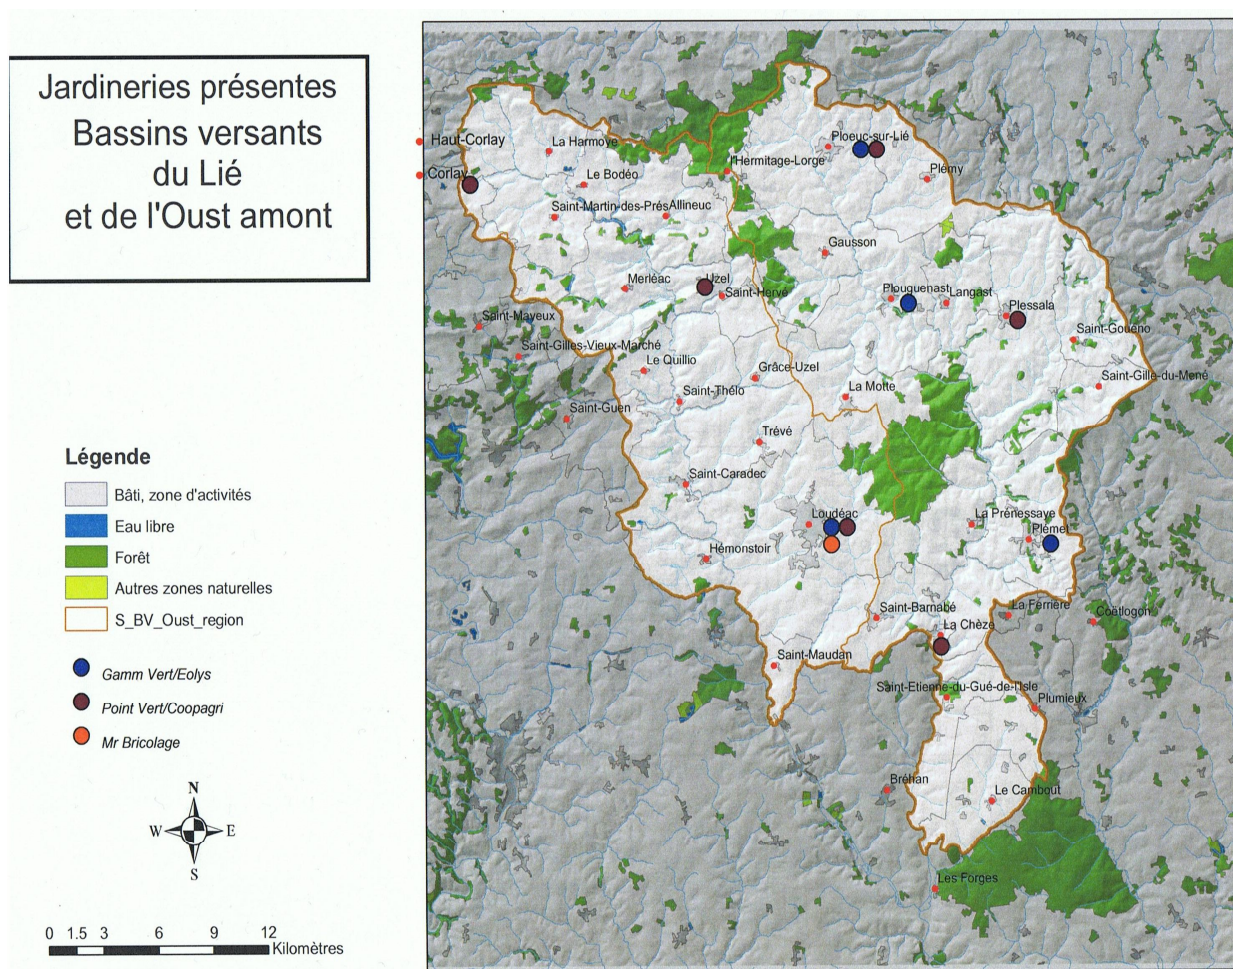 Jardineries présentes
Bassins versants
du Lié
et de l'Oust amont
Haut-Corlay
La Harmoye
Ploeuc-sur-Lié
Corlay
Le Bodéo
l'Hermitage-Lorge
Plémy
Saint-Martin-des-Prés
Allineuc
Gausson
Merléac
Uzel
Saint-Hervé
Plouguenast
Langast
Plessala
Saint-Mayeux
Saint-Goueno
Saint-Gilles-Vieux-Marché
Le Quillio
Grâce-Uzel
La Motte
Saint-Gille-du-Mené
Saint-Thélo
Saint-Guen
Trévé
Saint-Caradec
Loudéac
La Prénessaye
Plémet
Hémonstoir
Saint-Barnabé
La Ferrière
Coëtlogon
La Chèze
Saint-Maudan
Saint-Etienne-du-Gué-de-l'Isle
Plumieux
Bréhan
Le Cambout
Les Forges
Légende
Bâti, zone d'activités
Eau libre
Forêt
Autres zones naturelles
S_BV_Oust_region
Gamm Vert/Eolys
Point Vert/Coopagri
Mr Bricolage
N
W E
S
0 1.5 3 6 9 12
Kilomètres